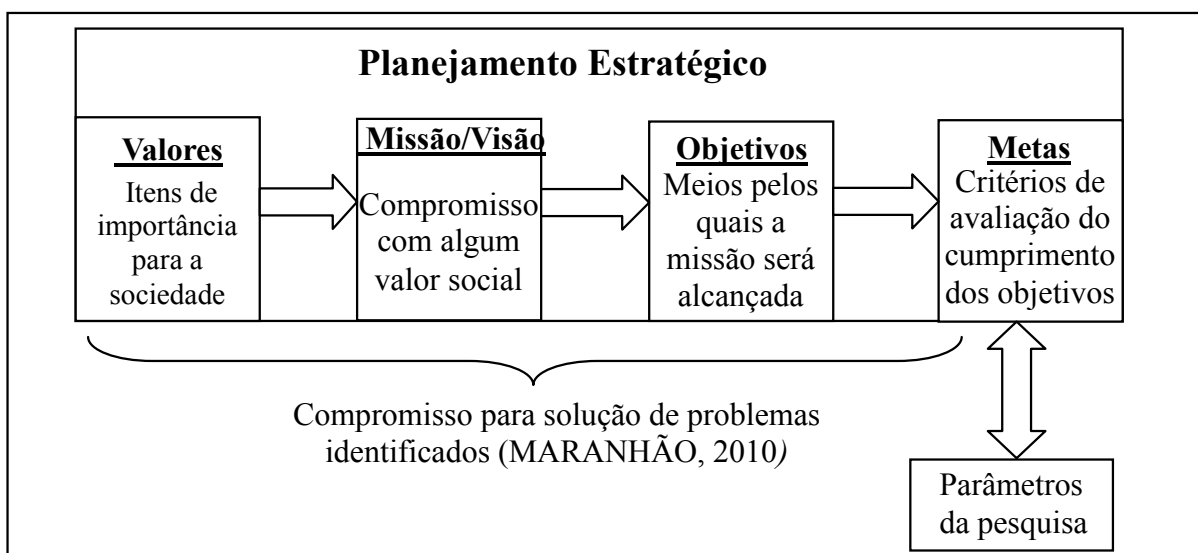 Planejamento Estratégico
Valores
Itens de
importância
para a
sociedade
Missão/Visão
Compromisso
com algum
valor social
Objetivos
Meios pelos
quais a
missão será
alcançada
Metas
Critérios de
avaliação do
cumprimento
dos objetivos
Compromisso para solução de problemas
identificados (MARANHÃO, 2010)
Parâmetros
da pesquisa